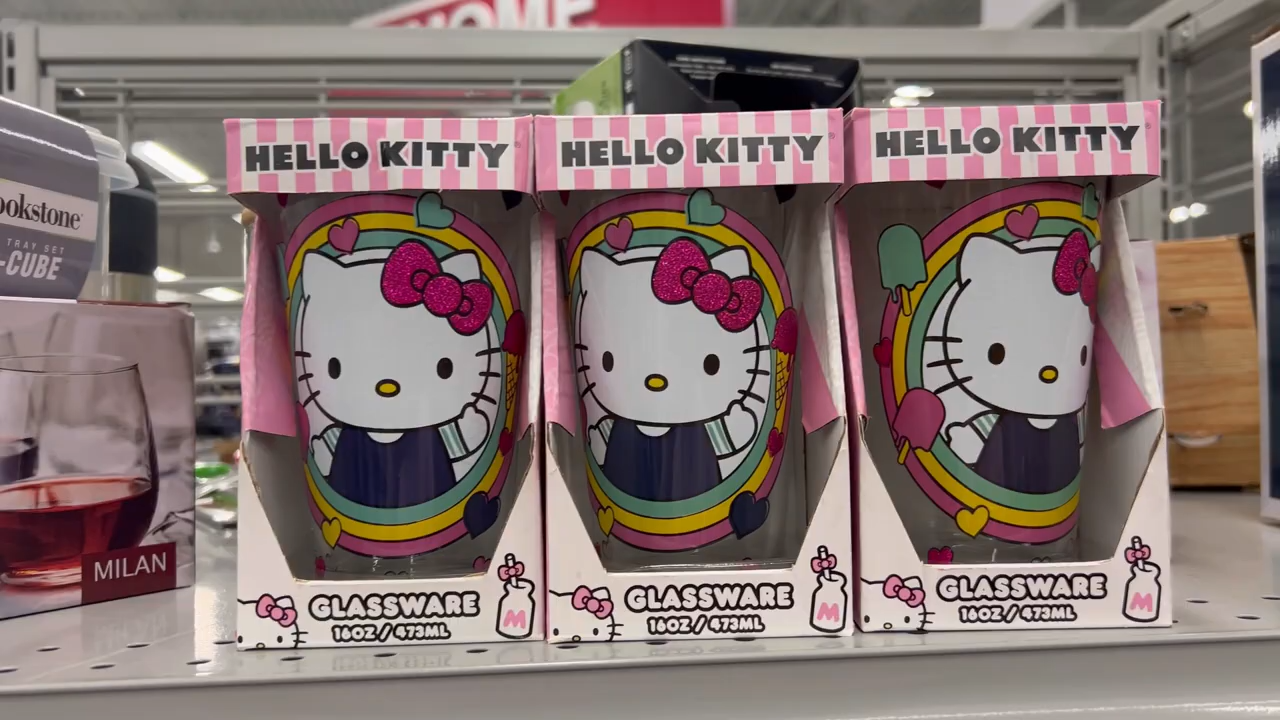 HOME
ookstone
TRAY SET
-CUBE
MILAN
HELLO KITTY
GLASSWARE
16OZ / 473ML
M
HELLO KITTY
GLASSWARE
16OZ / 473ML
M
HELLO KITTY
GLASSWARE
16OZ / 473ML
M